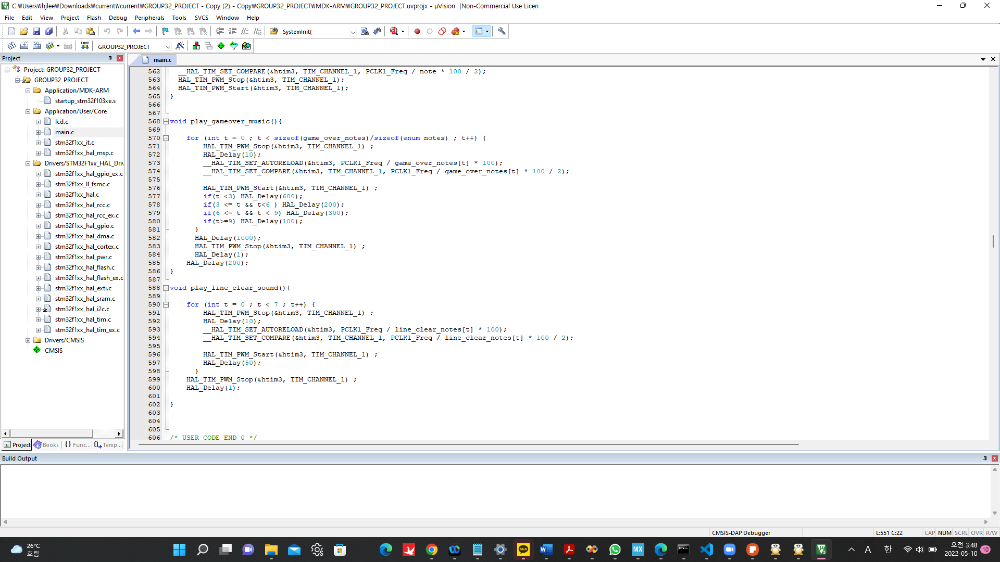 C:₩Users₩hjlee₩Downloads₩current₩current₩GROUP32_PROJECT - Copy (2) - Copy₩GROUP32_PROJECT₩MDK-ARM₩GROUP32_PROJECT.uvprojx - µVision  [Non-Commercial Use Licen
File Edit View Project Flash Debug Peripherals Tools SVCS Window Help
SystemInit(
LOAD GROUP32_PROJECT
Project
Project: GROUP32_PROJECT
GROUP32_PROJECT
Application/MDK-ARM
startup_stm32f103xe.s
Application/User/Core
lcd.c
main.c
stm32f1xx_it.c
stm32f1xx_hal_msp.c
Drivers/STM32F1xx_HAL_Driv
stm32f1xx_hal_gpio_ex.c
stm32f1xx_ll_fsmc.c
stm32f1xx_hal.c
stm32f1xx_hal_rcc.c
stm32f1xx_hal_rcc_ex.c
stm32f1xx_hal_gpio.c
stm32f1xx_hal_dma.c
stm32f1xx_hal_cortex.c
stm32f1xx_hal_pwr.c
stm32f1xx_hal_flash.c
stm32f1xx_hal_flash_ex.c
stm32f1xx_hal_exti.c
stm32f1xx_hal_sram.c
stm32f1xx_hal_i2c.c
stm32f1xx_hal_tim.c
stm32f1xx_hal_tim_ex.c
Drivers/CMSIS
CMSIS
Project Books {} Func... Temp...
main.c
562   __HAL_TIM_SET_COMPARE(&htim3, TIM_CHANNEL_1, PCLK1_Freq / note * 100 / 2);
563   HAL_TIM_PWM_Stop(&htim3, TIM_CHANNEL_1);
564   HAL_TIM_PWM_Start(&htim3, TIM_CHANNEL_1);
565 }
566
567
568 void play_gameover_music(){
569
570     for (int t = 0 ; t < sizeof(game_over_notes)/sizeof(enum notes) ; t++) {
571         HAL_TIM_PWM_Stop(&htim3, TIM_CHANNEL_1) ;
572         HAL_Delay(10);
573         __HAL_TIM_SET_AUTORELOAD(&htim3, PCLK1_Freq / game_over_notes[t] * 100);
574         __HAL_TIM_SET_COMPARE(&htim3, TIM_CHANNEL_1, PCLK1_Freq / game_over_notes[t] * 100 / 2);
575
576         HAL_TIM_PWM_Start(&htim3, TIM_CHANNEL_1) ;
577         if(t <3) HAL_Delay(600);
578         if(3 <= t && t<6 ) HAL_Delay(200);
579         if(6 <= t && t < 9) HAL_Delay(300);
580         if(t>=9) HAL_Delay(100);
581       }
582       HAL_Delay(1000);
583       HAL_TIM_PWM_Stop(&htim3, TIM_CHANNEL_1) ;
584       HAL_Delay(1);
585     HAL_Delay(200);
586 }
587
588 void play_line_clear_sound(){
589
590     for (int t = 0 ; t < 7 ; t++) {
591         HAL_TIM_PWM_Stop(&htim3, TIM_CHANNEL_1) ;
592         HAL_Delay(10);
593         __HAL_TIM_SET_AUTORELOAD(&htim3, PCLK1_Freq / line_clear_notes[t] * 100);
594         __HAL_TIM_SET_COMPARE(&htim3, TIM_CHANNEL_1, PCLK1_Freq / line_clear_notes[t] * 100 / 2);
595
596         HAL_TIM_PWM_Start(&htim3, TIM_CHANNEL_1) ;
597         HAL_Delay(50);
598       }
599     HAL_TIM_PWM_Stop(&htim3, TIM_CHANNEL_1) ;
600     HAL_Delay(1);
601
602 }
603
604
605
606 /* USER CODE END 0 */
Build Output
CMSIS-DAP Debugger L:551 C:22 CAP NUM SCRL OVR R/W
26°C
흐림
TALK
MX
A 한
오전 3:48
2022-05-10
10